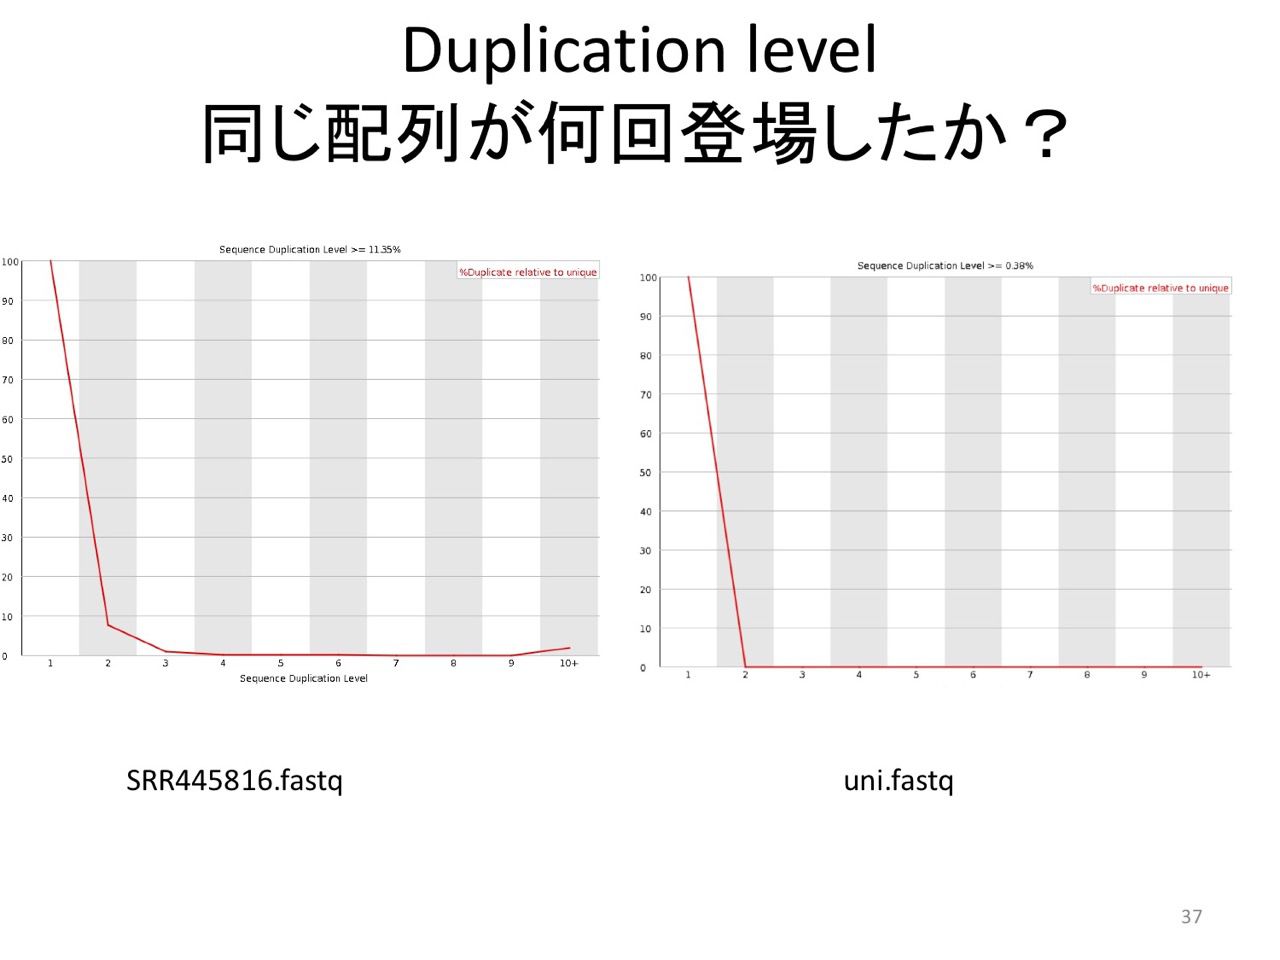 Duplication level
同じ配列が何回登場したか？
Sequence Duplication Level >= 11.35%
%Duplicate relative to unique
100
90
80
70
60
50
40
30
20
10
0
1 2 3 4 5 6 7 8 9 10+
Sequence Duplication Level
SRR445816.fastq
Sequence Duplication Level >= 0.38%
%Duplicate relative to unique
100
90
80
70
60
50
40
30
20
10
0
1 2 3 4 5 6 7 8 9 10+
uni.fastq
37